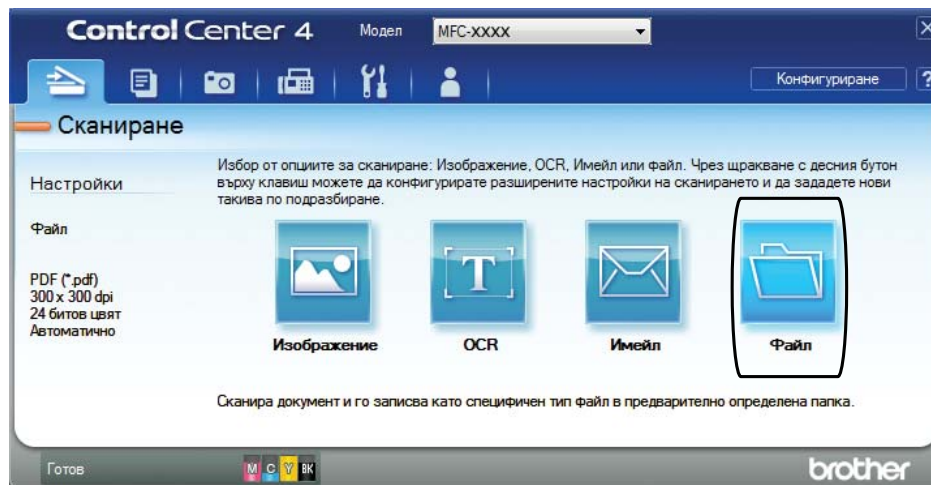 Control Center 4 Модел MFC-XXXX
Конфигуриране ?
Сканиране
Избор от опциите за сканиране: Изображение, OCR, Имейл или файл. Чрез щракване с десния бутон
върху клавиш можете да конфигурирате разширените настройки на сканирането и да зададете нови
такива по подразбиране.
Настройки
Файл
PDF (*.pdf)
300 x 300 dpi
24 битов цвят
Автоматично
T
Изображение OCR Имейл Файл
Сканира документ и го записва като специфичен тип файл в предварително определена папка.
Готов M C Y BK brother